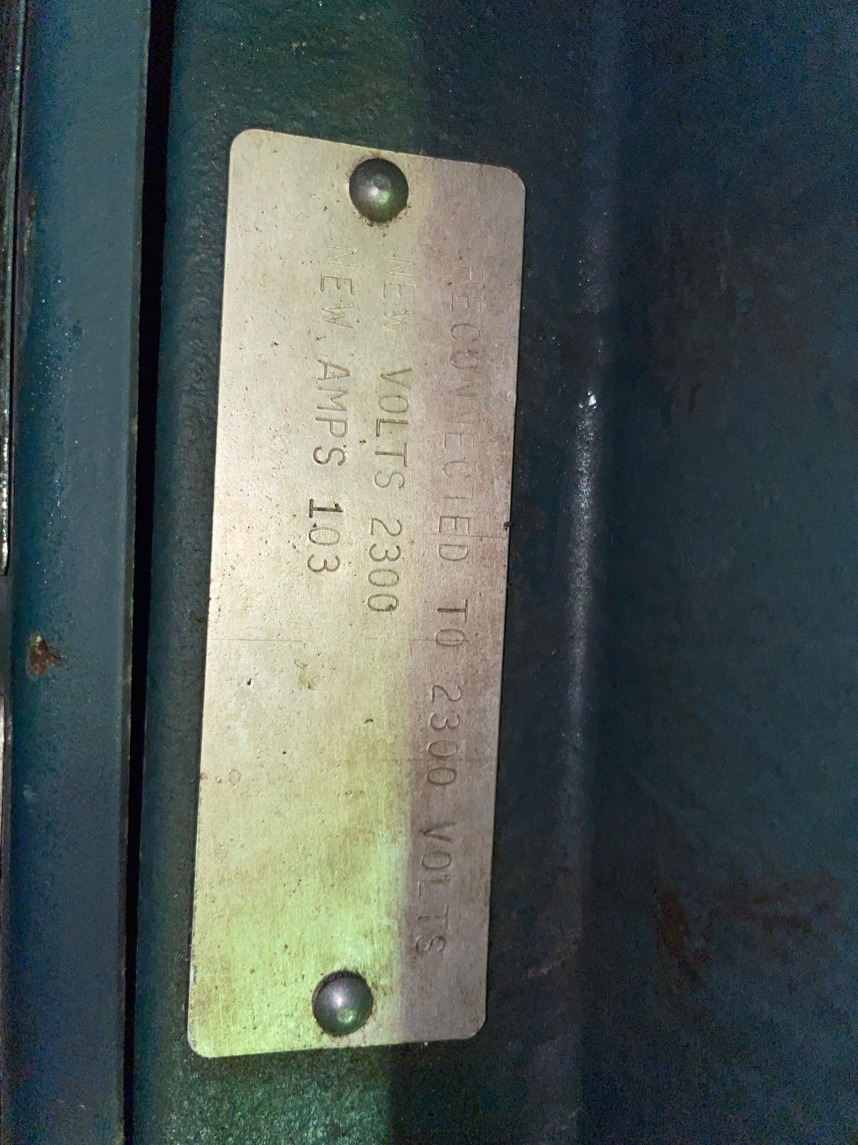 RECONNECTED TO 2300 VOLTS
NEW VOLTS 2300
NEW AMPS 103